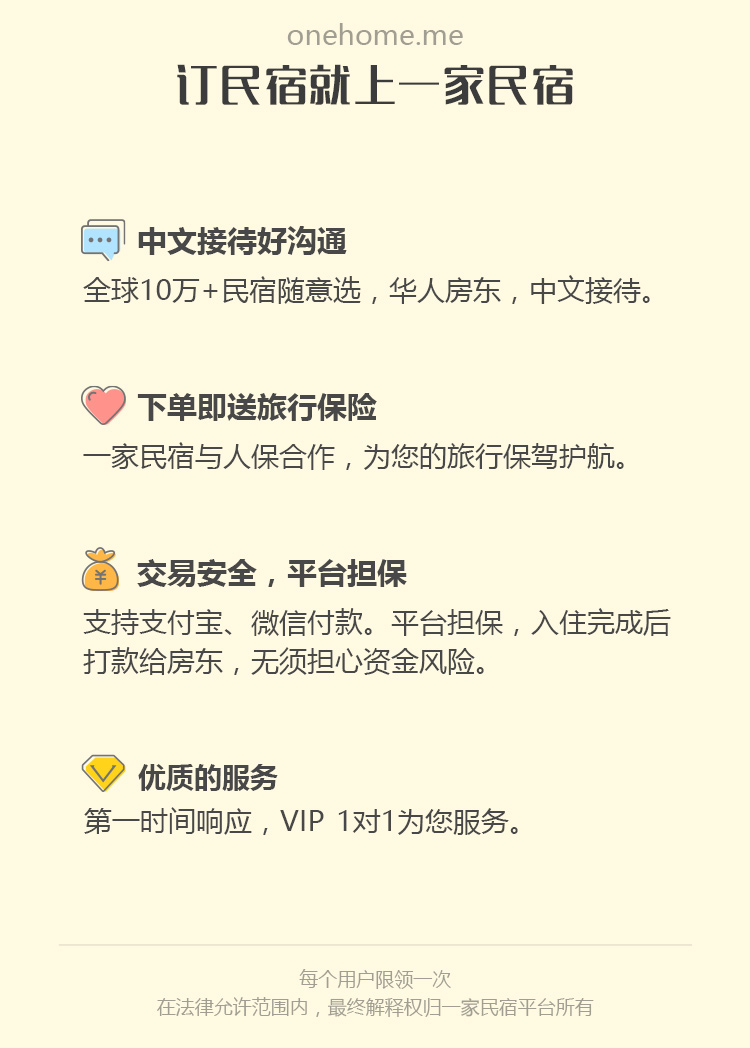 onehome.me
订民宿就上一家民宿
中文接待好沟通
全球10万+民宿随意选，华人房东，中文接待。
下单即送旅行保险
一家民宿与人保合作，为您的旅行保驾护航。
¥
交易安全，平台担保
支持支付宝、微信付款。平台担保，入住完成后
打款给房东，无须担心资金风险。
优质的服务
第一时间响应，VIP 1对1为您服务。
每个用户限领一次
在法律允许范围内，最终解释权归一家民宿平台所有